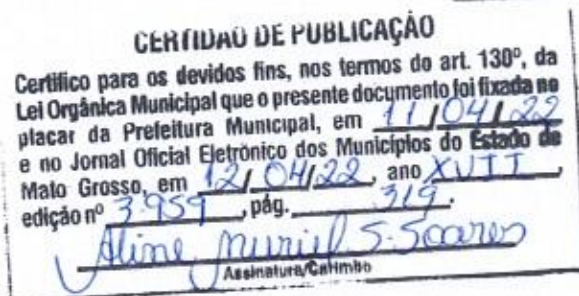 CERTIDÃO DE PUBLICAÇÃO
Certifico para os devidos fins, nos termos do art. 130º, da
Lei Orgânica Municipal que o presente documento foi fixada no
placar da Prefeitura Municipal, em 11/04/22
e no Jornal Oficial Eletrônico dos Municípios do Estado de
Mato Grosso, em 12/04/22, ano XVII,
edição nº 3.959, pág. 319.
Aline Muriel S. Soares
Assinatura/Carimbo